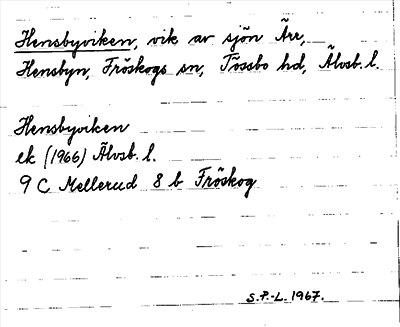 Hensbyviken, vik av sjön Ärr,
Hensbyn, Fröskogs sn, Tössbo hd, Älvsb. l.
Hensbyviken
ek (1966) Älvsb. l.
9 C Mellerud 8 b Fröskog
S.P.-L. 1967.